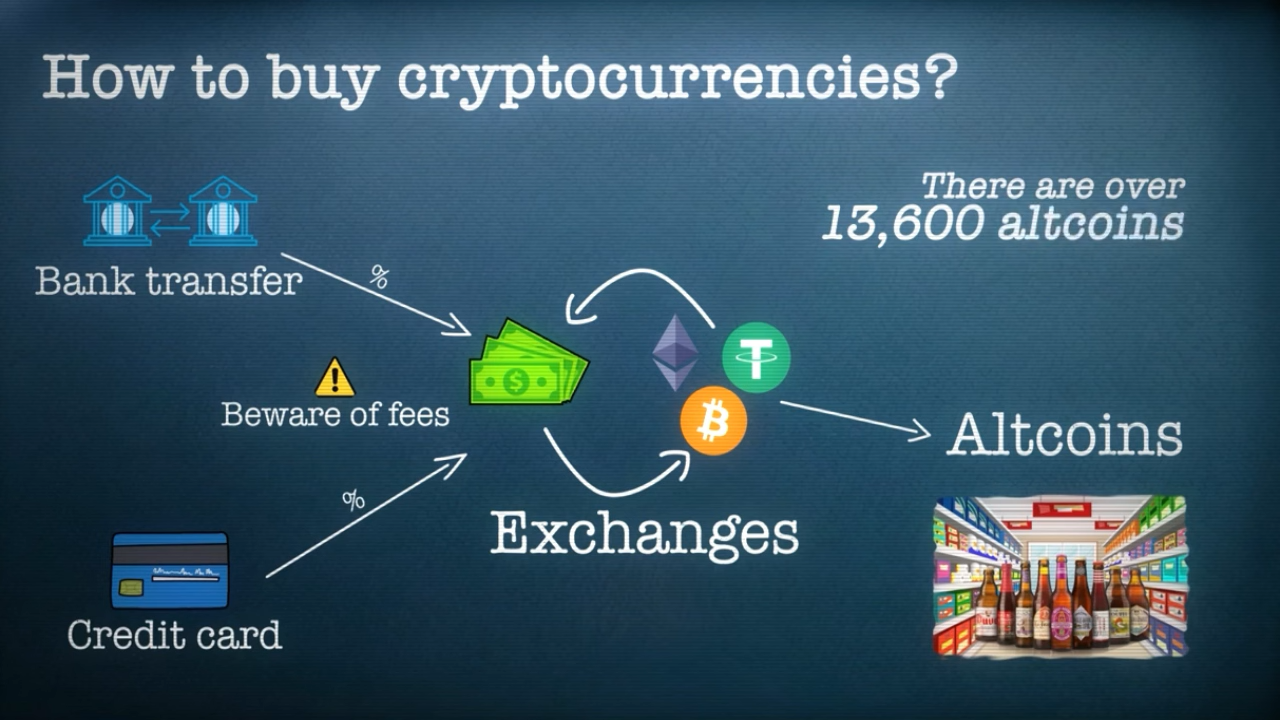 How to buy cryptocurrencies?
There are over
13,600 altcoins
Bank transfer
%
Beware of fees
Altcoins
%
Exchanges
Credit card